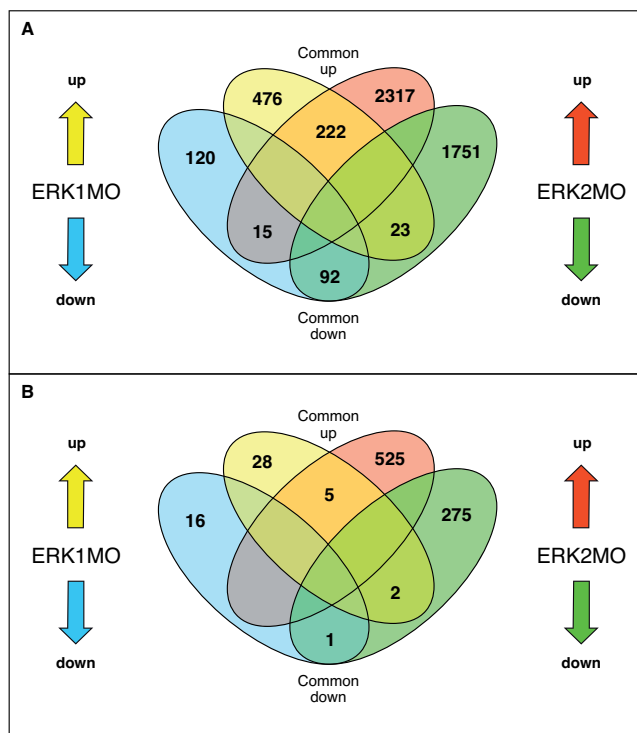 A
Common
up
up
476
2317
up
120
222
1751
ERK1MO
ERK2MO
15
23
92
down
down
Common
down
B
Common
up
up
28
525
up
16
5
275
ERK1MO
ERK2MO
2
1
down
down
Common
down